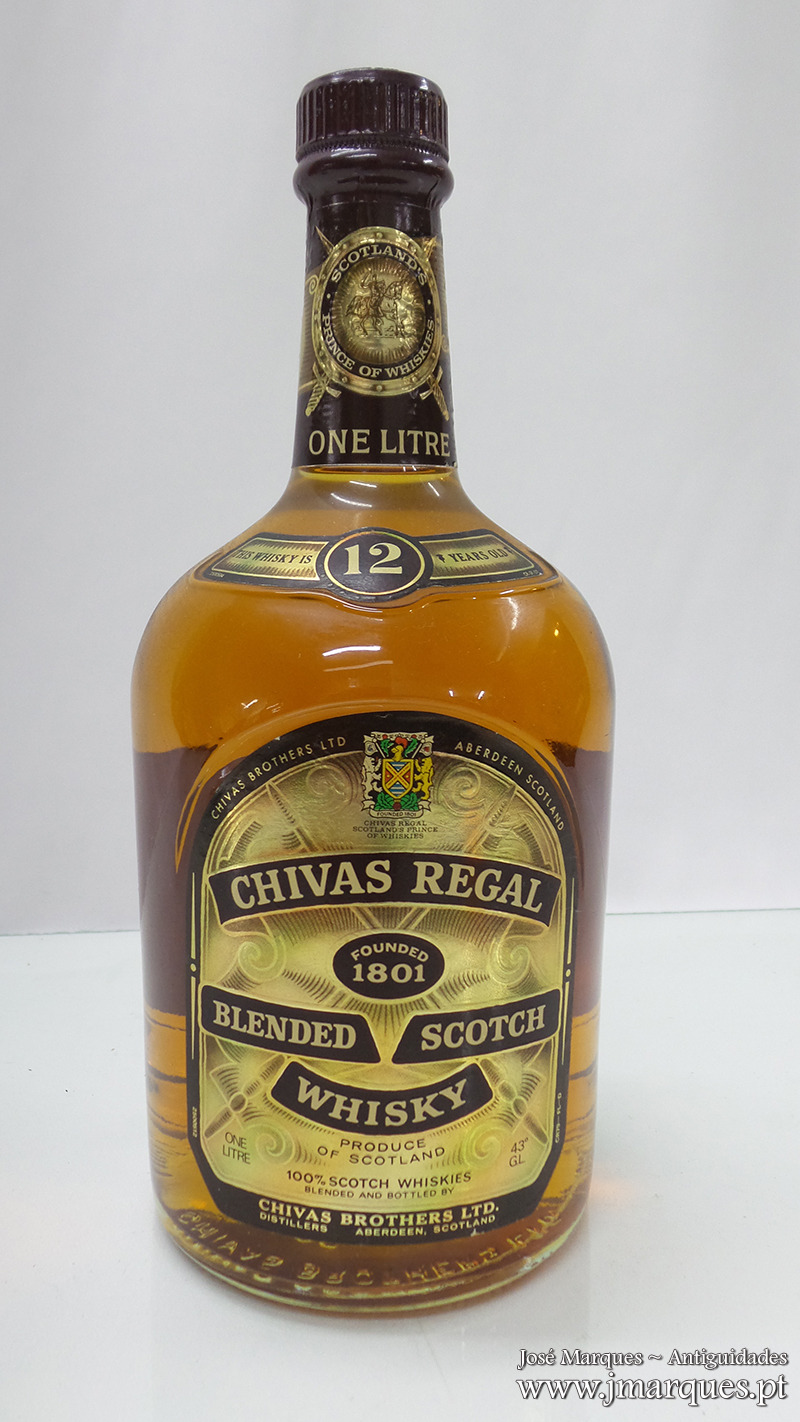 SCOTLAND'S
PRINCE OF WHISKIES
ONE LITRE
THIS WHISKY IS 12 YEARS OLD
CHIVAS BROTHERS LTD ABERDEEN SCOTLAND
FOUNDED 1801
CHIVAS REGAL
SCOTLAND'S PRINCE
OF WHISKIES
CHIVAS REGAL
FOUNDED
1801
BLENDED SCOTCH
WHISKY
ONE
LITRE
PRODUCE
OF SCOTLAND
43°
G.L.
100% SCOTCH WHISKIES
BLENDED AND BOTTLED BY
CHIVAS BROTHERS LTD.
DISTILLERS ABERDEEN, SCOTLAND
José Marques ~ Antiguidades
www.jmarques.pt